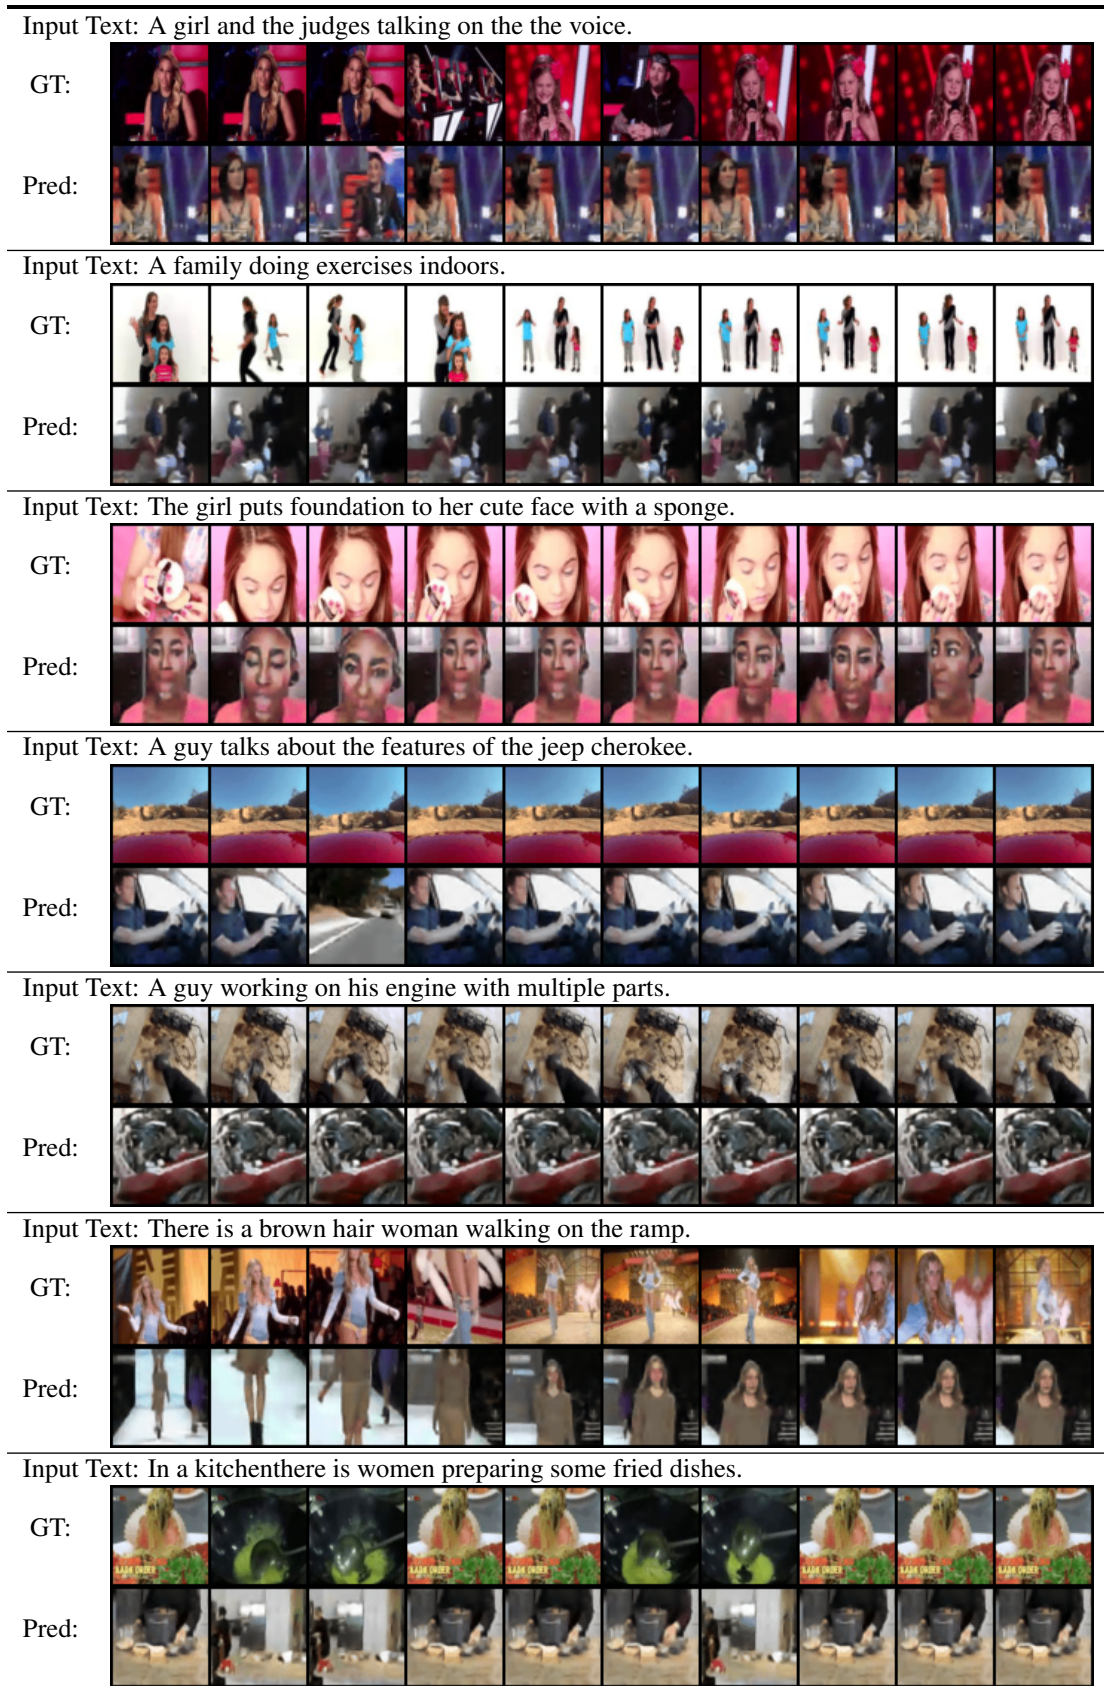 Input Text: A girl and the judges talking on the the voice.
GT:
Pred:
Input Text: A family doing exercises indoors.
GT:
Pred:
Input Text: The girl puts foundation to her cute face with a sponge.
GT:
Pred:
Input Text: A guy talks about the features of the jeep cherokee.
GT:
Pred:
Input Text: A guy working on his engine with multiple parts.
GT:
Pred:
Input Text: There is a brown hair woman walking on the ramp.
GT:
Pred:
Input Text: In a kitchenthere is women preparing some fried dishes.
GT:
Pred: